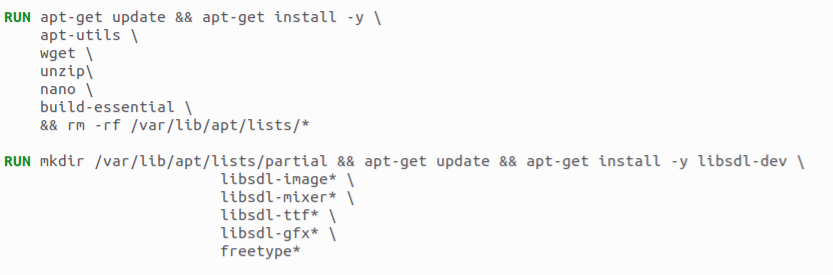 RUN apt-get update && apt-get install -y \
    apt-utils \
    wget \
    unzip\
    nano \
    build-essential \
    && rm -rf /var/lib/apt/lists/*
RUN mkdir /var/lib/apt/lists/partial && apt-get update && apt-get install -y libsdl-dev \
                         libsdl-image* \
                         libsdl-mixer* \
                         libsdl-ttf* \
                         libsdl-gfx* \
                         freetype*